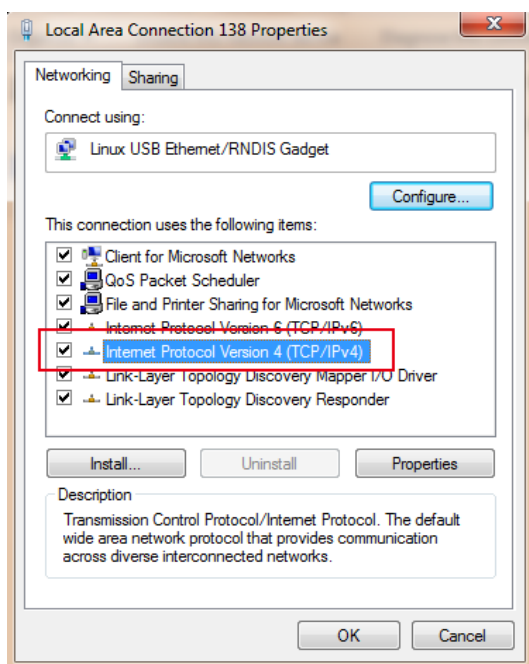 Local Area Connection 138 Properties
Networking
Sharing
Connect using:
Linux USB Ethernet/RNDIS Gadget
Configure...
This connection uses the following items:
Client for Microsoft Networks
QoS Packet Scheduler
File and Printer Sharing for Microsoft Networks
Internet Protocol Version 6 (TCP/IPv6)
Internet Protocol Version 4 (TCP/IPv4)
Link-Layer Topology Discovery Mapper I/O Driver
Link-Layer Topology Discovery Responder
Install...
Uninstall
Properties
Description
Transmission Control Protocol/Internet Protocol. The default
wide area network protocol that provides communication
across diverse interconnected networks.
OK
Cancel